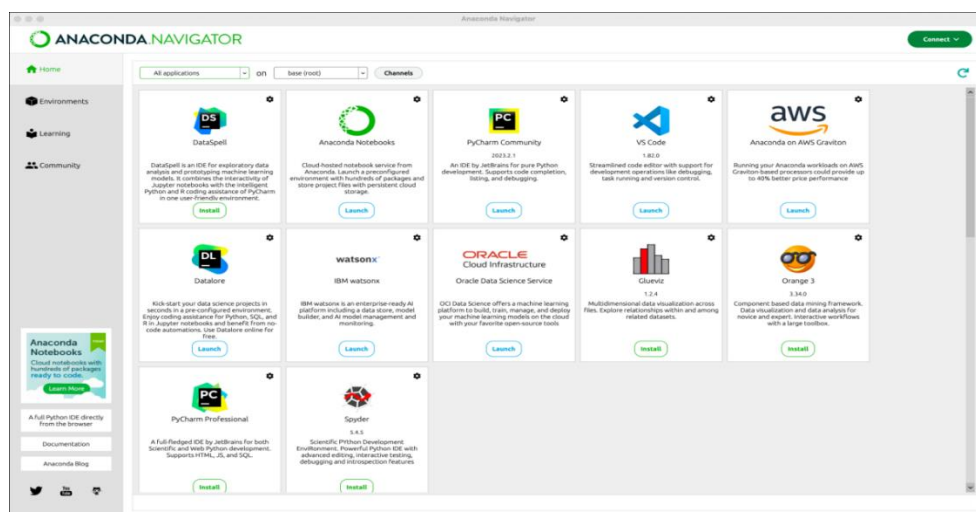 Anaconda Navigator
ANACONDA.NAVIGATOR
Connect
Home
Environments
Learning
Community
Anaconda
Notebooks
Cloud notebooks with
hundreds of packages
ready to code.
Learn More
A full Python IDE directly
from the browser
Documentation
Anaconda Blog
All applications
on
base (root)
Channels
DS
DataSpell
DataSpell is an IDE for exploratory data
analysis and prototyping machine learning
models. It combines the interactivity of
Jupyter notebooks with the intelligent
Python and R coding assistance of PyCharm
in one user-friendly environment.
Install
Anaconda Notebooks
Cloud-hosted notebook service from
Anaconda. Launch a preconfigured
environment with hundreds of packages and
store project files with persistent cloud
storage.
Launch
PC
PyCharm Community
2023.2.1
An IDE by JetBrains for pure Python
development. Supports code completion,
listing, and debugging.
Launch
VS Code
1.82.0
Streamlined code editor with support for
development operations like debugging,
task running and version control.
Launch
aws
Anaconda on AWS Graviton
Running your Anaconda workloads on AWS
Graviton-based processors could provide up
to 40% better price performance
Launch
DL
Datalore
Kick-start your data science projects in
seconds in a pre-configured environment.
Enjoy coding assistance for Python, SQL, and
R in Jupyter notebooks and benefit from no-
code automations. Use Datalore online for
free.
Launch
watsonx
IBM watsonx
IBM watsonx is an enterprise-ready AI
platform including a data store, model
builder, and AI model management and
monitoring.
Launch
ORACLE
Cloud Infrastructure
Oracle Data Science Service
OCI Data Science offers a machine learning
platform to build, train, manage, and deploy
your machine learning models on the cloud
with your favorite open-source tools
Launch
Glueviz
1.2.4
Multidimensional data visualization across
files. Explore relationships within and among
related datasets.
Install
Orange 3
3.34.0
Component based data mining framework.
Data visualization and data analysis for
novice and expert. Interactive workflows
with a large toolbox.
Install
PC
PyCharm Professional
A full-fledged IDE by JetBrains for both
Scientific and Web Python development.
Supports HTML, JS, and SQL.
Install
Spyder
5.4.5
Scientific PYthon Development
EnviRonment. Powerful Python IDE with
advanced editing, interactive testing,
debugging and introspection features
Install